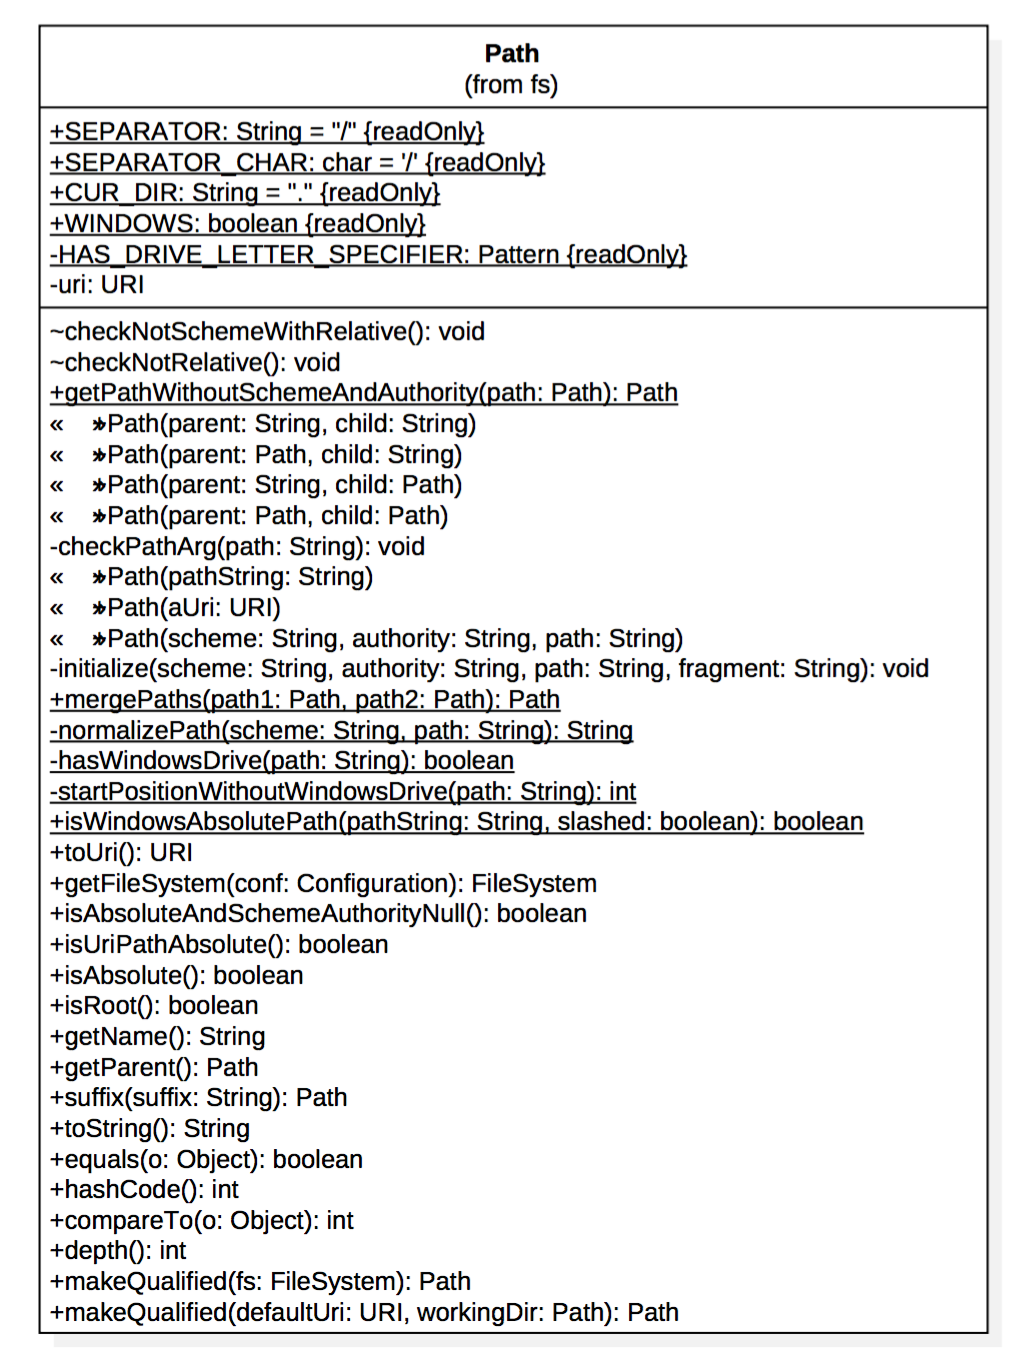 Path
(from fs)
+SEPARATOR: String = "/" {readOnly}
+SEPARATOR_CHAR: char = '/' {readOnly}
+CUR_DIR: String = "." {readOnly}
+WINDOWS: boolean {readOnly}
-HAS_DRIVE_LETTER_SPECIFIER: Pattern {readOnly}
-uri: URI
~checkNotSchemeWithRelative(): void
~checkNotRelative(): void
+getPathWithoutSchemeAndAuthority(path: Path): Path
« »+Path(parent: String, child: String)
« »+Path(parent: Path, child: String)
« »+Path(parent: String, child: Path)
« »+Path(parent: Path, child: Path)
-checkPathArg(path: String): void
« »+Path(pathString: String)
« »+Path(aUri: URI)
« »+Path(scheme: String, authority: String, path: String)
-initialize(scheme: String, authority: String, path: String, fragment: String): void
+mergePaths(path1: Path, path2: Path): Path
-normalizePath(scheme: String, path: String): String
-hasWindowsDrive(path: String): boolean
-startPositionWithoutWindowsDrive(path: String): int
+isWindowsAbsolutePath(pathString: String, slashed: boolean): boolean
+toUri(): URI
+getFileSystem(conf: Configuration): FileSystem
+isAbsoluteAndSchemeAuthorityNull(): boolean
+isUriPathAbsolute(): boolean
+isAbsolute(): boolean
+isRoot(): boolean
+getName(): String
+getParent(): Path
+suffix(suffix: String): Path
+toString(): String
+equals(o: Object): boolean
+hashCode(): int
+compareTo(o: Object): int
+depth(): int
+makeQualified(fs: FileSystem): Path
+makeQualified(defaultUri: URI, workingDir: Path): Path